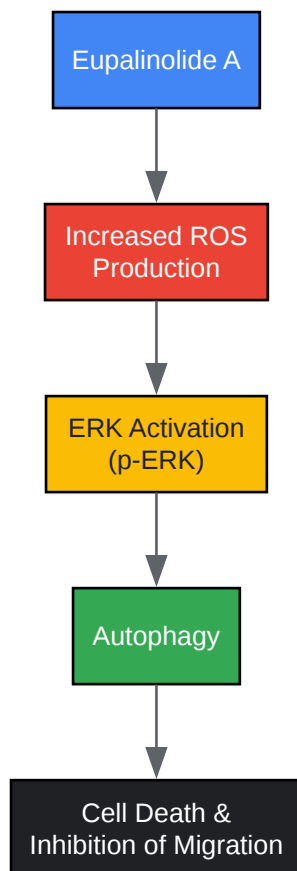 Eupalinolide A
Increased ROS
Production
ERK Activation
(p-ERK)
Autophagy
Cell Death &
Inhibition of Migration